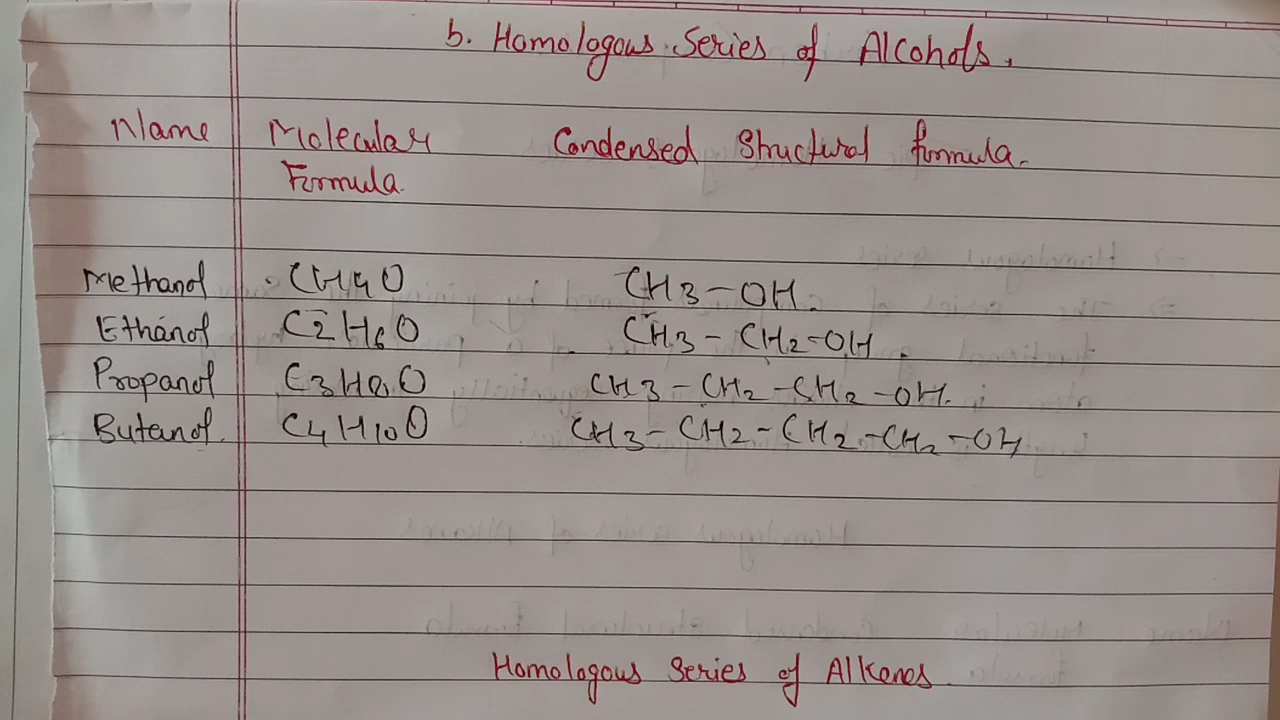 b. Homologous Series of Alcohols.
Name Molecular Condensed Structural formula.
Formula.
Methanol CH4O CH3-OH.
Ethanol C2H6O CH3-CH2-OH.
Propanol C3H8O CH3-CH2-CH2-OH.
Butanol. C4H10O CH3-CH2-CH2-CH2-OH
Homologous Series of Alkenes